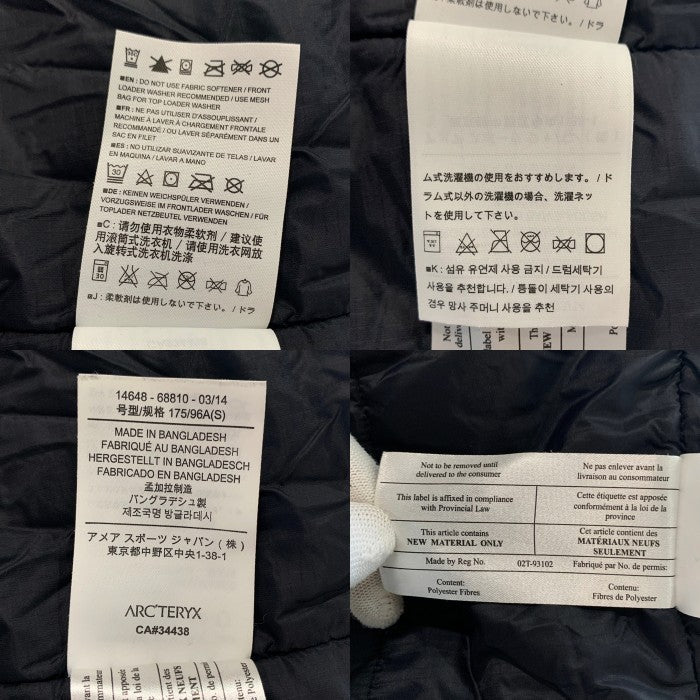 ■EN: DO NOT USE FABRIC SOFTENER / FRONT
LOADER WASHER RECOMMENDED / USE MESH
BAG FOR TOP LOADER WASHER
■FR: NE PAS UTILISER D'ASSOUPLISSANT /
MACHINE À LAVER À CHARGEMENT FRONTALE
RECOMMANDÉ / OU LAVER SÉPARÉMENT DANS UN
SAC EN FILET
■ES: NO UTILIZAR SUAVIZANTE DE TELAS / LAVAR
EN MAQUINA / LAVAR A MANO
30
■DE: KEINEN WEICHSPÜLER VERWENDEN /
VORZUGSWEISE IM FRONTLADER WASCHEN / FÜR
TOPLADER NETZBEUTEL VERWENDEN
■C: 请勿使用衣物柔软剂 / 建议使
用滚筒式洗衣机 / 请使用洗衣网放
入旋转式洗衣机洗涤
30
■J: 柔軟剤は使用しないで下さい。/ ドラ
柔軟剤は使用しないで下さい。/ ドラ
ム式洗濯機の使用をおすすめします。/ ド
ラム式以外の洗濯機の場合、洗濯ネッ
トを使用して下さい。
■K: 섬유 유연제 사용 금지 / 드럼세탁기
사용을 추천합니다. / 통돌이 세탁기 사용의
경우 망사 주머니 사용을 추천
14648 - 68810 - 03/14
号型/规格 175/96A(S)
MADE IN BANGLADESH
FABRIQUÉ AU BANGLADESH
HERGESTELLT IN BANGLADESCH
FABRICADO EN BANGLADESH
孟加拉制造
バングラデシュ製
제조국명 방글라데시
アメア スポーツ ジャパン (株)
東京都中野区中央1-38-1
ARC'TERYX
CA#34438
Not to be removed until
delivered to the consumer
Ne pas enlever avant la
livraison au consommateur
This label is affixed in compliance
with Provincial Law
Cette étiquette est apposée
conformément à la loi de la
province
This article contains
NEW MATERIAL ONLY
Cet article contient des
MATÉRIAUX NEUFS
SEULEMENT
Made by Reg No. 02T-93102 Fabriqué par No. de permis:
Content:
Polyester Fibres
Contenu:
Fibres de Polyester